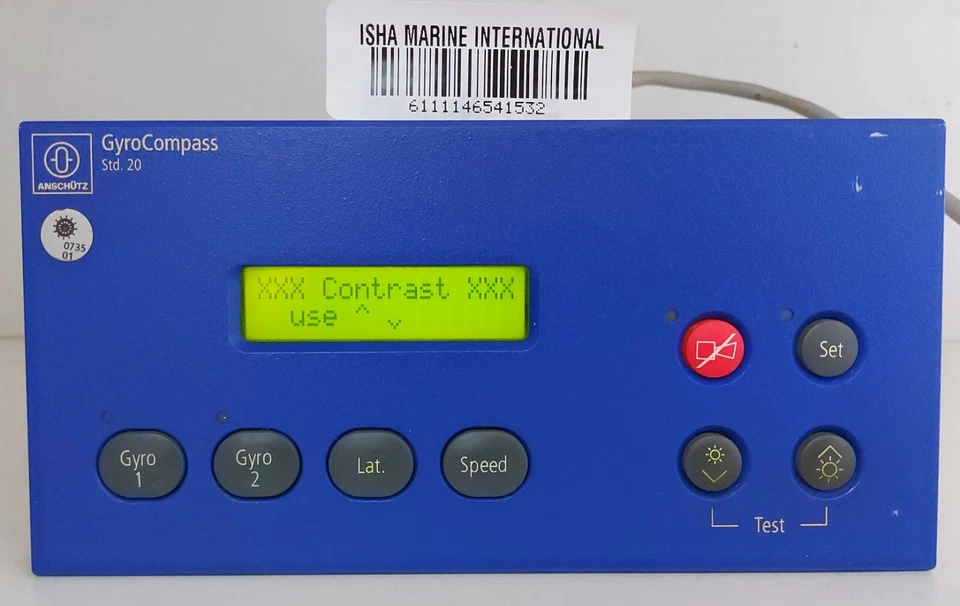 ISHA MARINE INTERNATIONAL
6111146541532
GyroCompass
Std. 20
ANSCHÜTZ
0735
01
XXX Contrast XXX
use ^ ⌄
Set
Gyro
1
Gyro
2
Lat.
Speed
Test